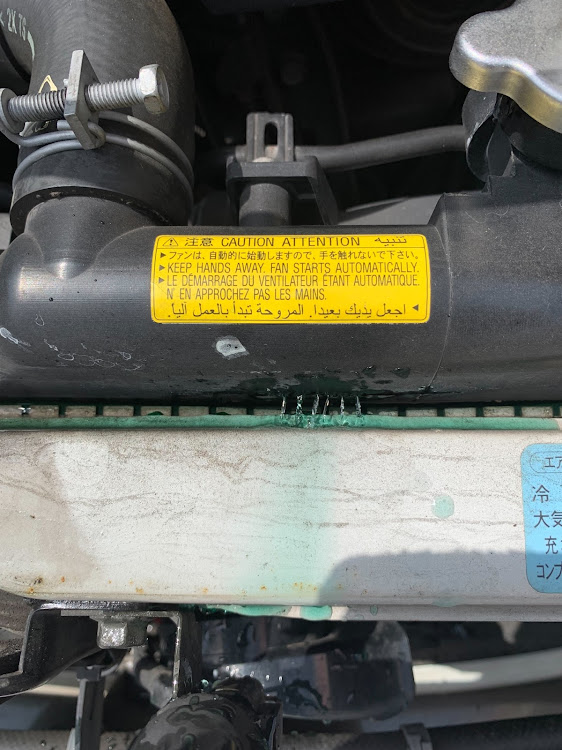 2KTG
⚠ 注意 CAUTION ATTENTION تنبيه
▶ファンは、自動的に始動しますので、手を触れないで下さい。
▶KEEP HANDS AWAY. FAN STARTS AUTOMATICALLY.
▶LE DÉMARRAGE DU VENTILATEUR ÉTANT AUTOMATIQUE.
N' EN APPROCHEZ PAS LES MAINS.
◀ اجعل يديك بعيدا. المروحة تبدأ بالعمل آليا.
エア
冷
大気
充
コンプ